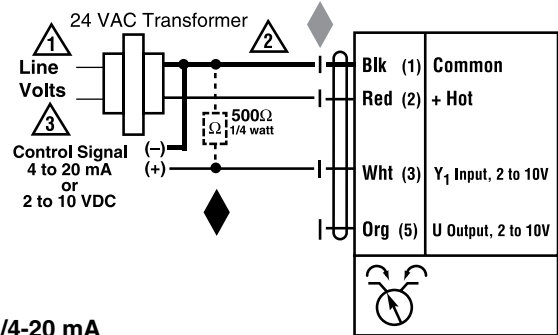 24 VAC Transformer
1
2
Line
Volts
3
Blk (1) Common
Red (2) + Hot
Ω 500Ω
1/4 watt
Control Signal (–)
4 to 20 mA (+)
or
2 to 10 VDC
Wht (3) Y1 Input, 2 to 10V
Org (5) U Output, 2 to 10V
/4-20 mA